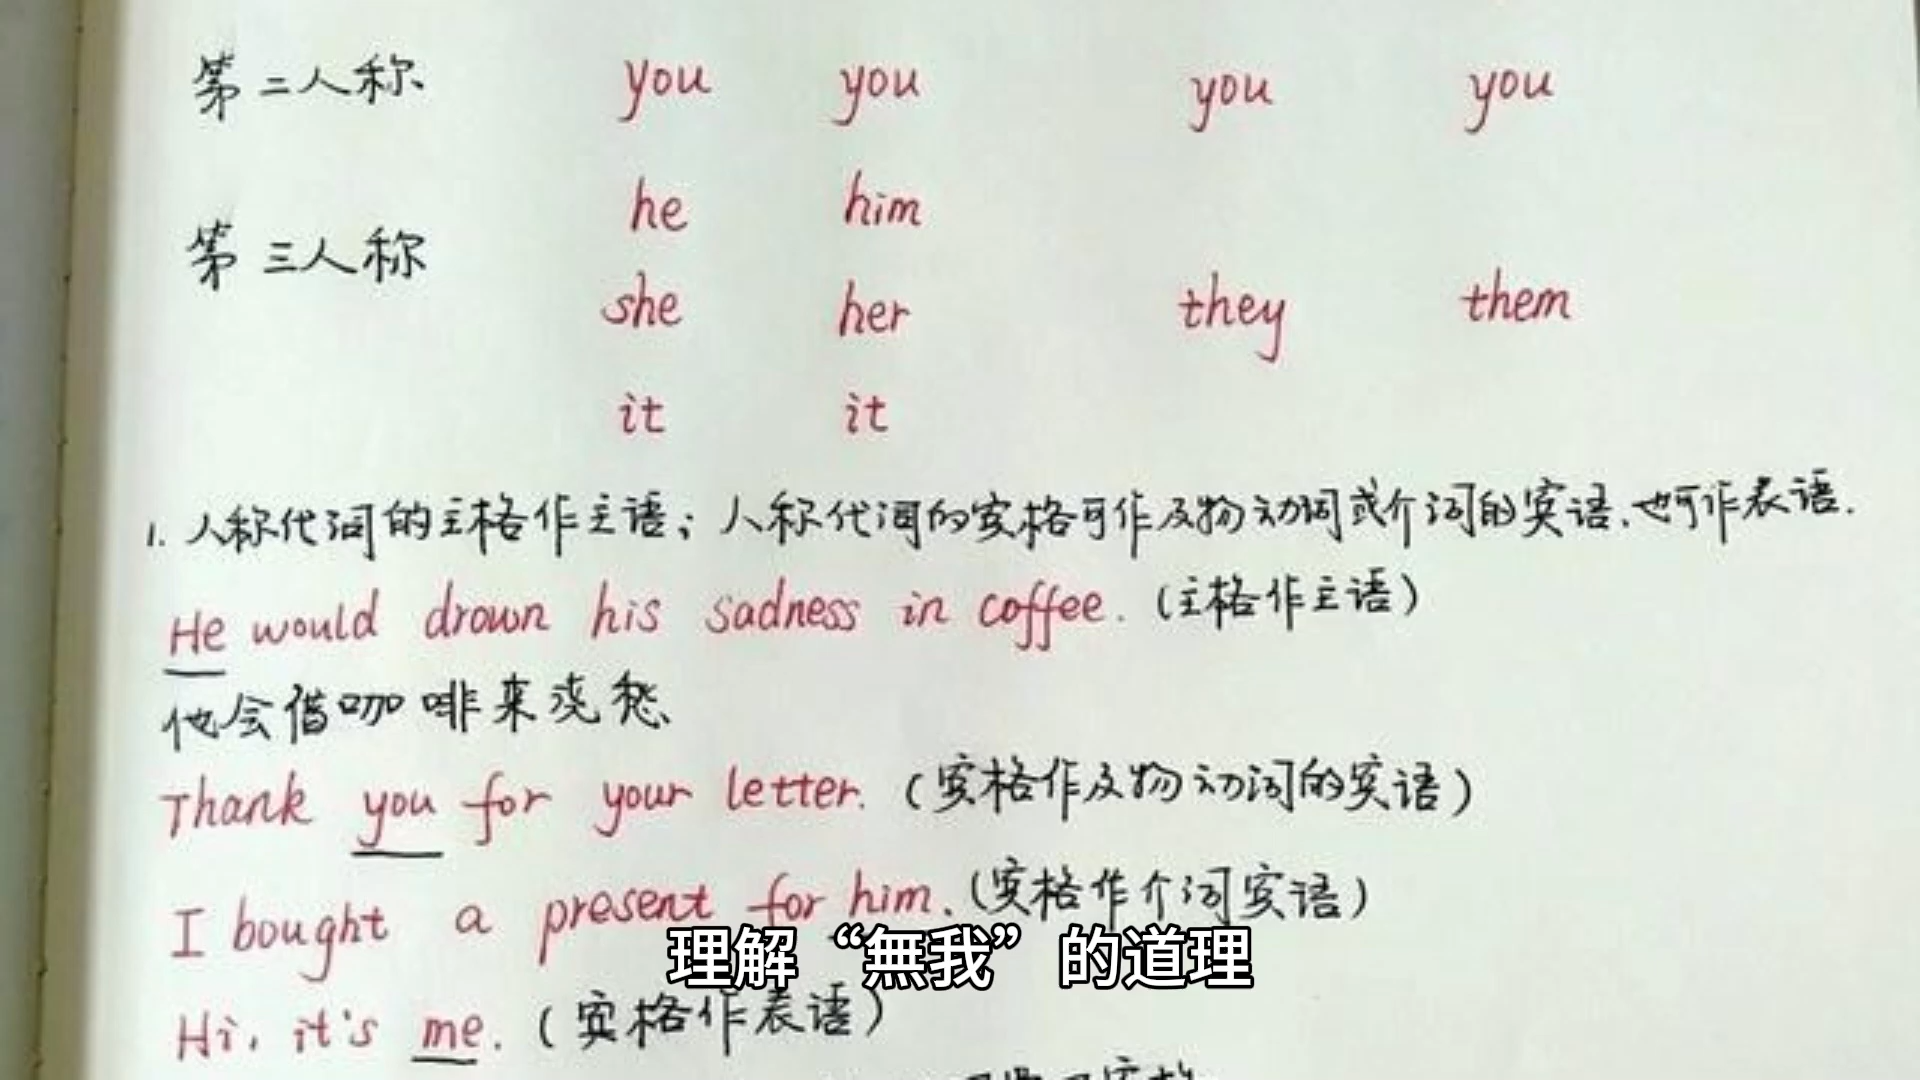 第二人称 you you you you
he him
第三人称
she her they them
it it
1. 人称代词的主格作主语；人称代词的宾格可作及物动词或介词的宾语，也可作表语.
He would drown his sadness in coffee. (主格作主语)
他会借咖啡来浇愁
Thank you for your letter. (宾格作及物动词的宾语)
I bought a present for him. (宾格作介词宾语)
理解“無我”的道理
Hi, it's me. (宾格作表语)